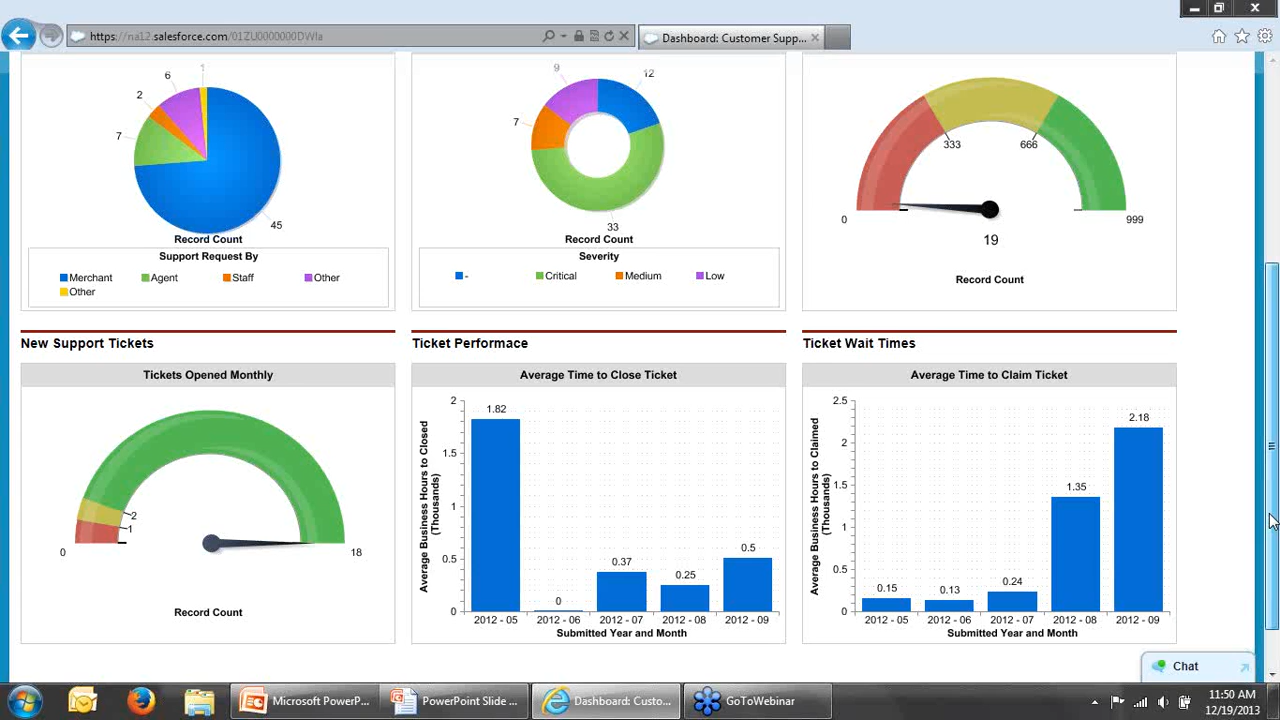 https://na12.salesforce.com/01ZU0000000DWIa
Dashboard: Customer Supp...
1
6
2
7
45
Record Count
Support Request By
Merchant Agent Staff Other
Other
9
12
7
33
Record Count
Severity
- Critical Medium Low
333 666
0 999
19
Record Count
New Support Tickets
Tickets Opened Monthly
2
1
0 18
Record Count
Ticket Performace
Average Time to Close Ticket
Average Business Hours to Closed
(Thousands)
2
1.5
1
0.5
0
1.82
0
0.37
0.25
0.5
2012 - 05 2012 - 06 2012 - 07 2012 - 08 2012 - 09
Submitted Year and Month
Ticket Wait Times
Average Time to Claim Ticket
Average Business Hours to Claimed
(Thousands)
2.5
2
1.5
1
0.5
0
0.15
0.13
0.24
1.35
2.18
2012 - 05 2012 - 06 2012 - 07 2012 - 08 2012 - 09
Submitted Year and Month
Chat
Microsoft PowerP...
PowerPoint Slide ...
Dashboard: Custo...
GoToWebinar
11:50 AM
12/19/2013